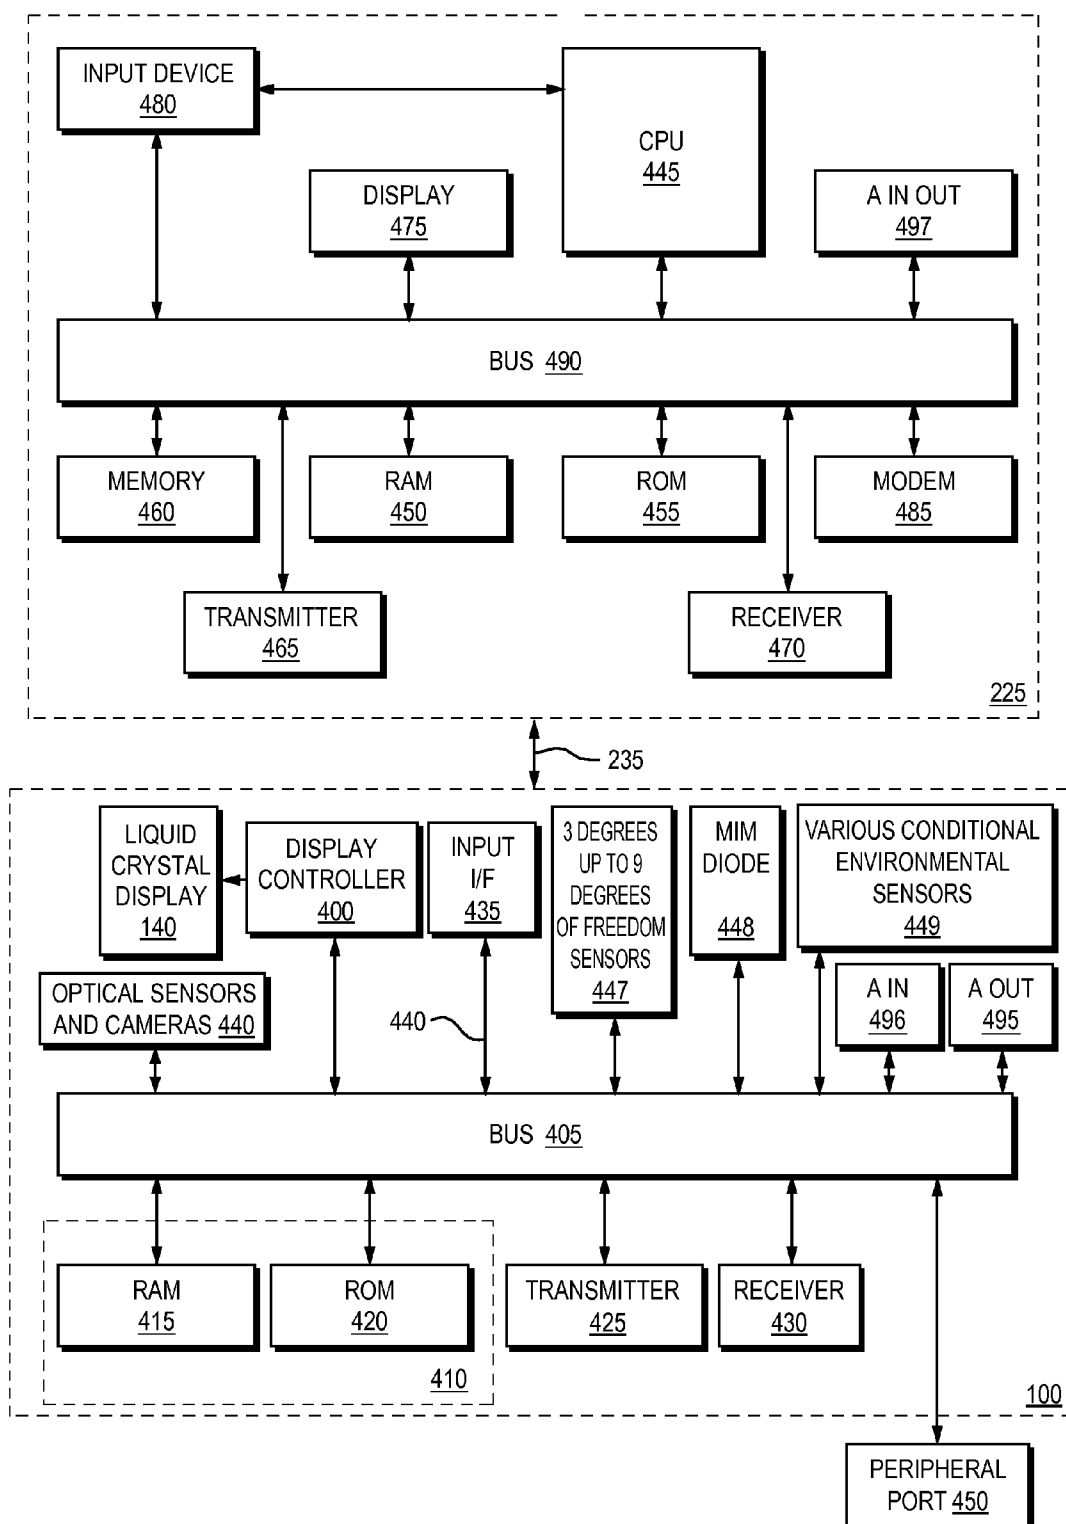 INPUT DEVICE
480
CPU
445
DISPLAY
475
A IN OUT
497
BUS 490
MEMORY
460
RAM
450
ROM
455
MODEM
485
TRANSMITTER
465
RECEIVER
470
225
235
LIQUID
CRYSTAL
DISPLAY
140
DISPLAY
CONTROLLER
400
INPUT
I/F
435
3 DEGREES
UP TO 9
DEGREES
OF FREEDOM
SENSORS
447
MIM
DIODE
448
VARIOUS CONDITIONAL
ENVIRONMENTAL
SENSORS
449
OPTICAL SENSORS
AND CAMERAS 440
440
A IN
496
A OUT
495
BUS 405
RAM
415
ROM
420
TRANSMITTER
425
RECEIVER
430
410
100
PERIPHERAL
PORT 450